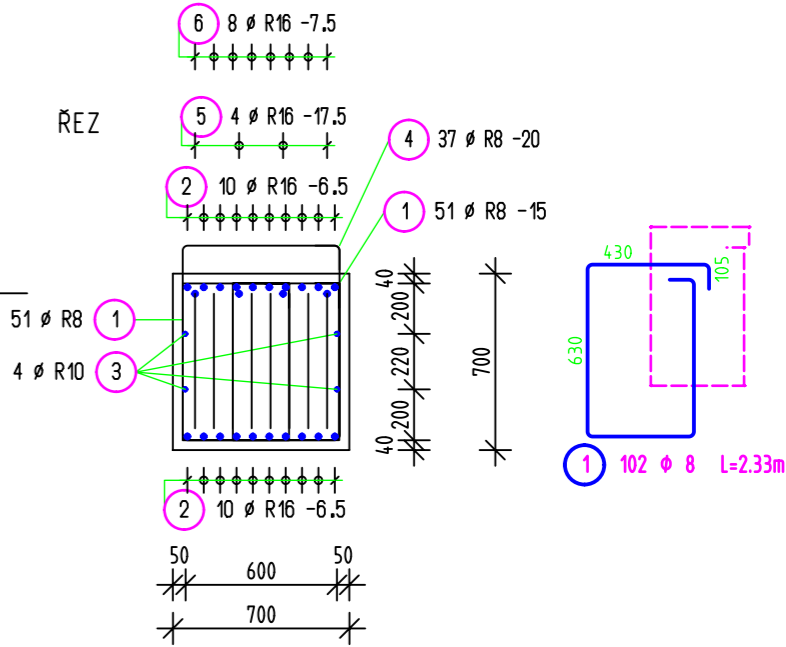 6 8 ø R16 -7.5
ŘEZ
5 4 ø R16 -17.5
4 37 ø R8 -20
2 10 ø R16 -6.5
1 51 ø R8 -15
51 ø R8 1
4 ø R10 3
40
200
220
200
40
700
430
105
630
1 102 ϕ 8 L=2.33m
2 10 ø R16 -6.5
50 600 50
700